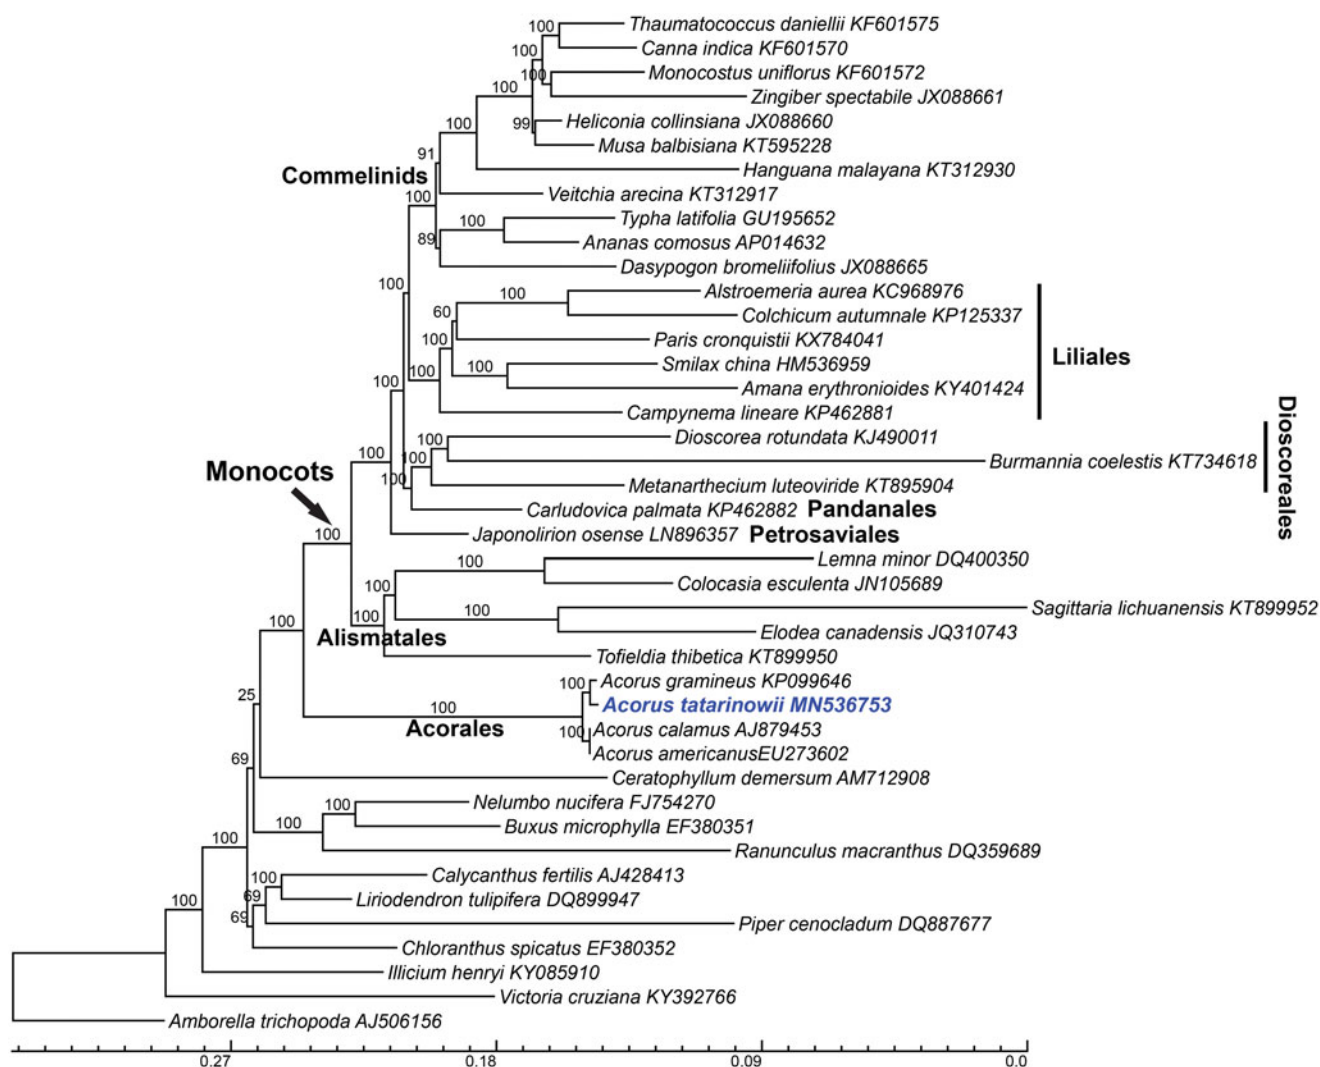 100 Thaumatococcus daniellii KF601575
100 Canna indica KF601570
100 Monocostus uniflorus KF601572
100 Zingiber spectabile JX088661
99 Heliconia collinsiana JX088660
100 Musa balbisiana KT595228
91 Hanguana malayana KT312930
Commelinids
100 Veitchia arecina KT312917
100 Typha latifolia GU195652
89 Ananas comosus AP014632
Dasypogon bromeliifolius JX088665
100 100 Alstroemeria aurea KC968976
60 Colchicum autumnale KP125337
100 Paris cronquistii KX784041
Liliales
100 100 Smilax china HM536959
100 Amana erythronioides KY401424
Campynema lineare KP462881
100 Dioscorea rotundata KJ490011
Dioscoreales
100 100 Burmannia coelestis KT734618
Monocots
100 Metanarthecium luteoviride KT895904
Carludovica palmata KP462882 Pandanales
100 Japonolirion osense LN896357 Petrosaviales
100 Lemna minor DQ400350
100 Colocasia esculenta JN105689
100 100 Sagittaria lichuanensis KT899952
100 Alismatales
Elodea canadensis JQ310743
Tofieldia thibetica KT899950
100 Acorus gramineus KP099646
25 100 Acorus tatarinowii MN536753
Acorales
100 Acorus calamus AJ879453
Acorus americanusEU273602
69 Ceratophyllum demersum AM712908
100 Nelumbo nucifera FJ754270
100 Buxus microphylla EF380351
100 Ranunculus macranthus DQ359689
100 Calycanthus fertilis AJ428413
100 69 Liriodendron tulipifera DQ899947
69 Piper cenocladum DQ887677
Chloranthus spicatus EF380352
Illicium henryi KY085910
Victoria cruziana KY392766
Amborella trichopoda AJ506156
0.27 0.18 0.09 0.0